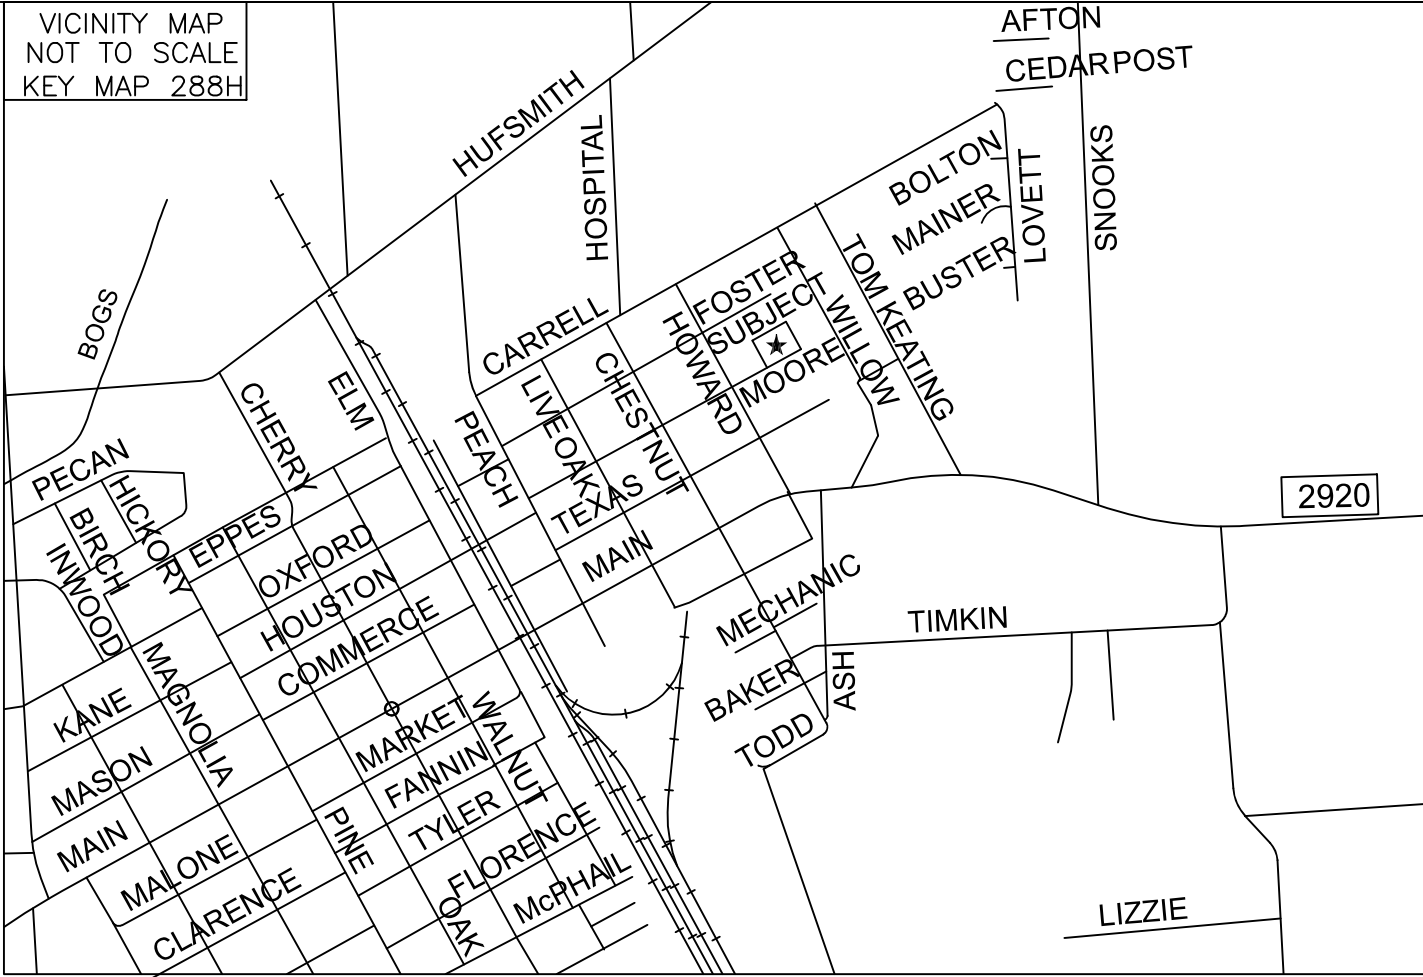 VICINITY MAP
NOT TO SCALE
KEY MAP 288H
AFTON
CEDAR POST
HUFSMITH
HOSPITAL
BOLTON
LOVETT
SNOOKS
MAINER
BUSTER
TOM KEATING
BOGS
FOSTER
SUBJECT
WILLOW
CARRELL
HOWARD
MOORE
CHERRY
ELM
LIVE OAK
CHESTNUT
PEACH
PECAN
HICKORY
BIRCH
INWOOD
EPPES
TEXAS
MAIN
2920
OXFORD
HOUSTON
COMMERCE
MECHANIC
TIMKIN
BAKER
ASH
TODD
KANE
MAGNOLIA
MASON
MAIN
MARKET
WALNUT
FANNIN
TYLER
PINE
MALONE
CLARENCE
FLORENCE
OAK
McPHAIL
LIZZIE